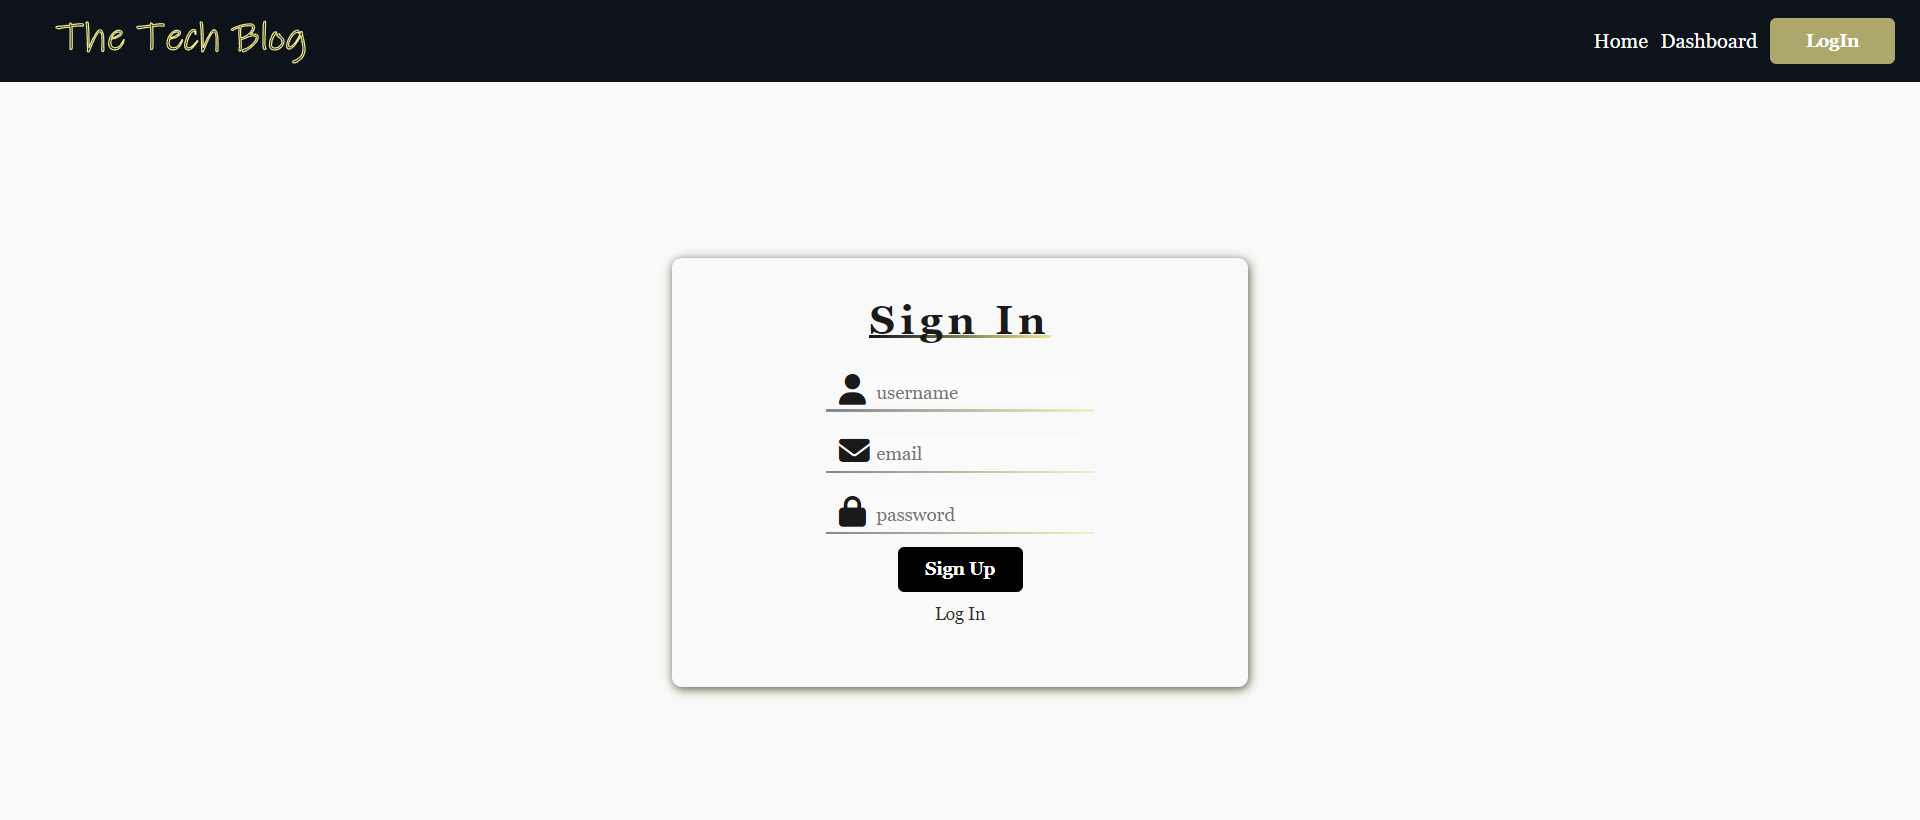 The Tech Blog
Home Dashboard LogIn
Sign In
username
email
password
Sign Up
Log In